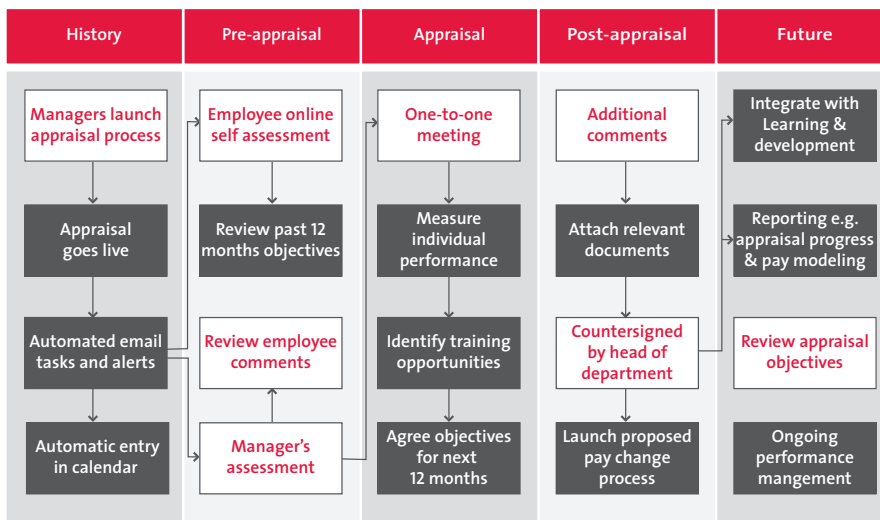 History
Pre-appraisal
Appraisal
Post-appraisal
Future
Managers launch
appraisal process
Appraisal
goes live
Automated email
tasks and alerts
Automatic entry
in calendar
Employee online
self assessment
Review past 12
months objectives
Review employee
comments
Manager’s
assessment
One-to-one
meeting
Measure
individual
performance
Identify training
opportunities
Agree objectives
for next
12 months
Additional
comments
Attach relevant
documents
Countersigned
by head of
department
Launch proposed
pay change
process
Integrate with
Learning &
development
Reporting e.g.
appraisal progress
& pay modeling
Review appraisal
objectives
Ongoing
performance
mangement